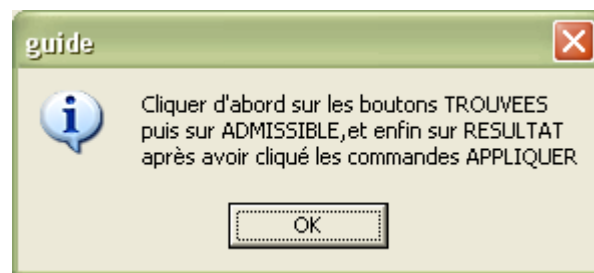 guide
Cliquer d'abord sur les boutons TROUVEES
puis sur ADMISSIBLE,et enfin sur RESULTAT
après avoir cliqué les commandes APPLIQUER
OK